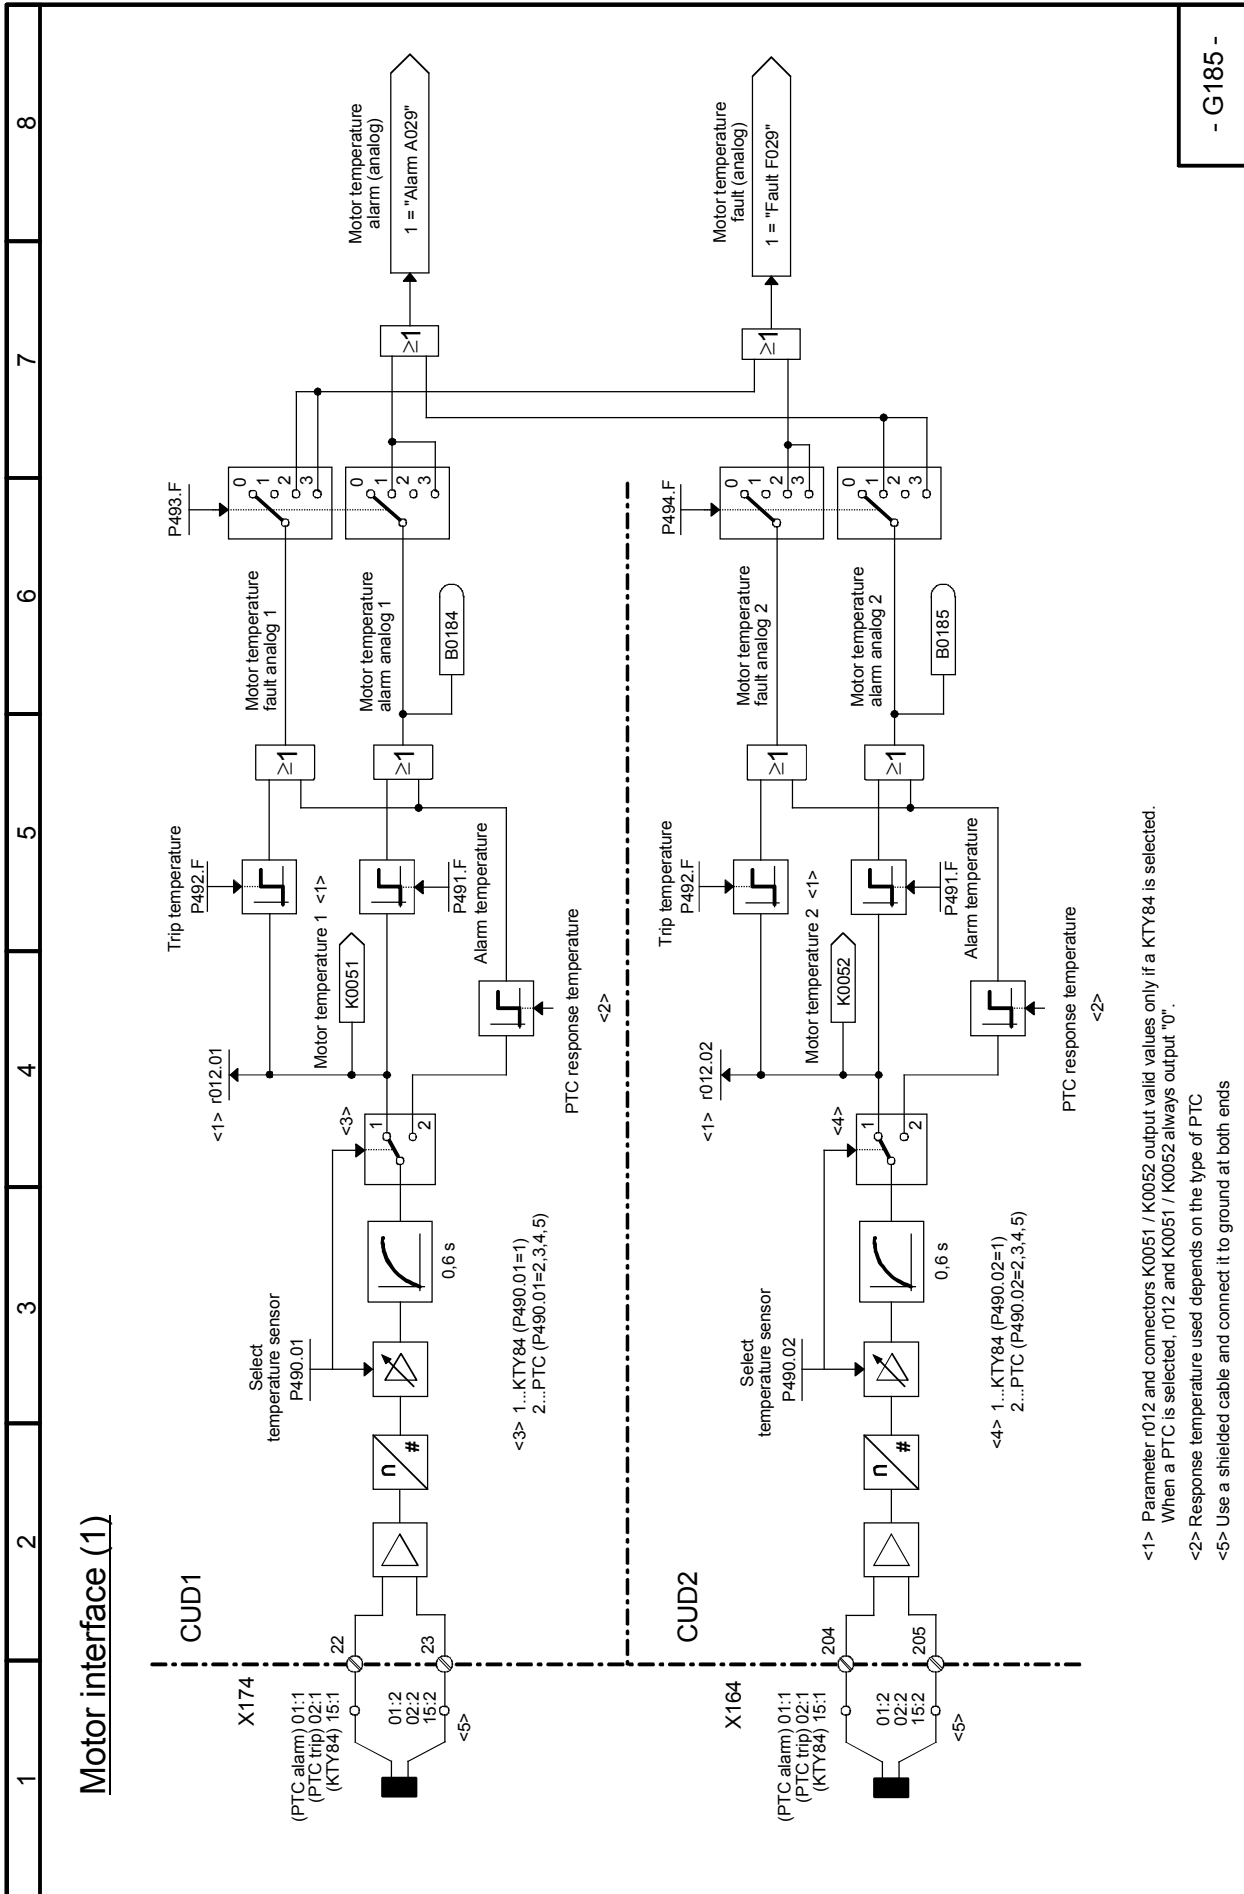 1
2
3
4
5
6
7
8
Motor interface (1)
CUD1
X174
(PTC alarm) 01:1
(PTC trip) 02:1
(KTY84) 15:1
22
01:2
02:2
15:2
23
<5>
Select
temperature sensor
P490.01
0,6 s
<3> 1...KTY84 (P490.01=1)
2...PTC (P490.01=2,3,4,5)
<3>
1
2
<1> r012.01
Motor temperature 1 <1>
K0051
Trip temperature
P492.F
P491.F
Alarm temperature
PTC response temperature
<2>
≥1
≥1
Motor temperature
fault analog 1
Motor temperature
alarm analog 1
B0184
P493.F
0
1
2
3
0
1
2
3
≥1
Motor temperature
alarm (analog)
1 = "Alarm A029"
CUD2
X164
(PTC alarm) 01:1
(PTC trip) 02:1
(KTY84) 15:1
204
01:2
02:2
15:2
205
<5>
U
#
U
#
Select
temperature sensor
P490.02
0,6 s
<4> 1...KTY84 (P490.02=1)
2...PTC (P490.02=2,3,4,5)
<4>
1
2
<1> r012.02
Motor temperature 2 <1>
K0052
Trip temperature
P492.F
P491.F
Alarm temperature
PTC response temperature
<2>
≥1
≥1
Motor temperature
fault analog 2
Motor temperature
alarm analog 2
B0185
P494.F
0
1
2
3
0
1
2
3
≥1
Motor temperature
fault (analog)
1 = "Fault F029"
<1> Parameter r012 and connectors K0051 / K0052 output valid values only if a KTY84 is selected.
When a PTC is selected, r012 and K0051 / K0052 always output "0".
<2> Response temperature used depends on the type of PTC
<5> Use a shielded cable and connect it to ground at both ends
- G185 -